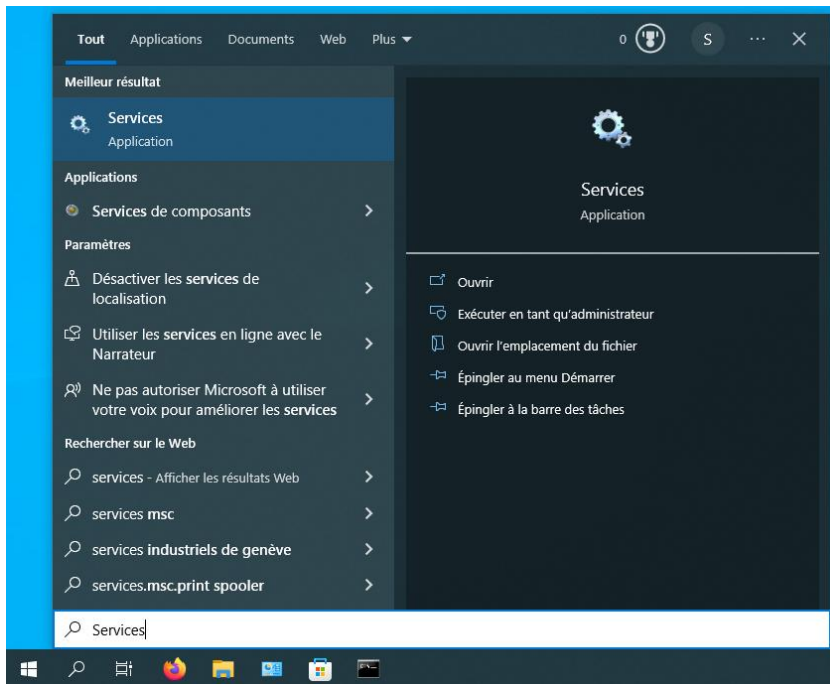 Tout Applications Documents Web Plus 0 S ...
Meilleur résultat
Services
Application
Applications
Services de composants
Paramètres
Désactiver les services de
localisation
Utiliser les services en ligne avec le
Narrateur
Ne pas autoriser Microsoft à utiliser
votre voix pour améliorer les services
Rechercher sur le Web
services - Afficher les résultats Web
services msc
services industriels de genève
services.msc.print spooler
Services
Application
Ouvrir
Exécuter en tant qu'administrateur
Ouvrir l'emplacement du fichier
Épingler au menu Démarrer
Épingler à la barre des tâches
Services